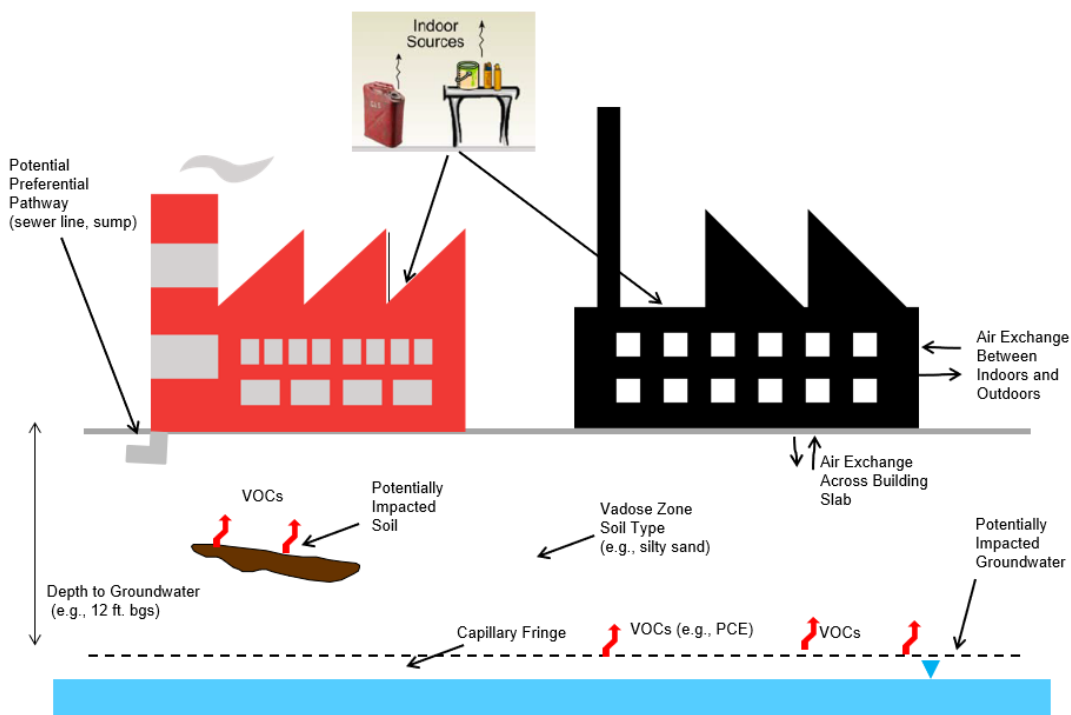 Indoor
Sources
Potential
Preferential
Pathway
(sewer line, sump)
Air Exchange
Between
Indoors and
Outdoors
Air Exchange
Across Building
Slab
VOCs
Potentially
Impacted
Soil
Vadose Zone
Soil Type
(e.g., silty sand)
Potentially
Impacted
Groundwater
Depth to Groundwater
(e.g., 12 ft. bgs)
Capillary Fringe
VOCs (e.g., PCE)
VOCs